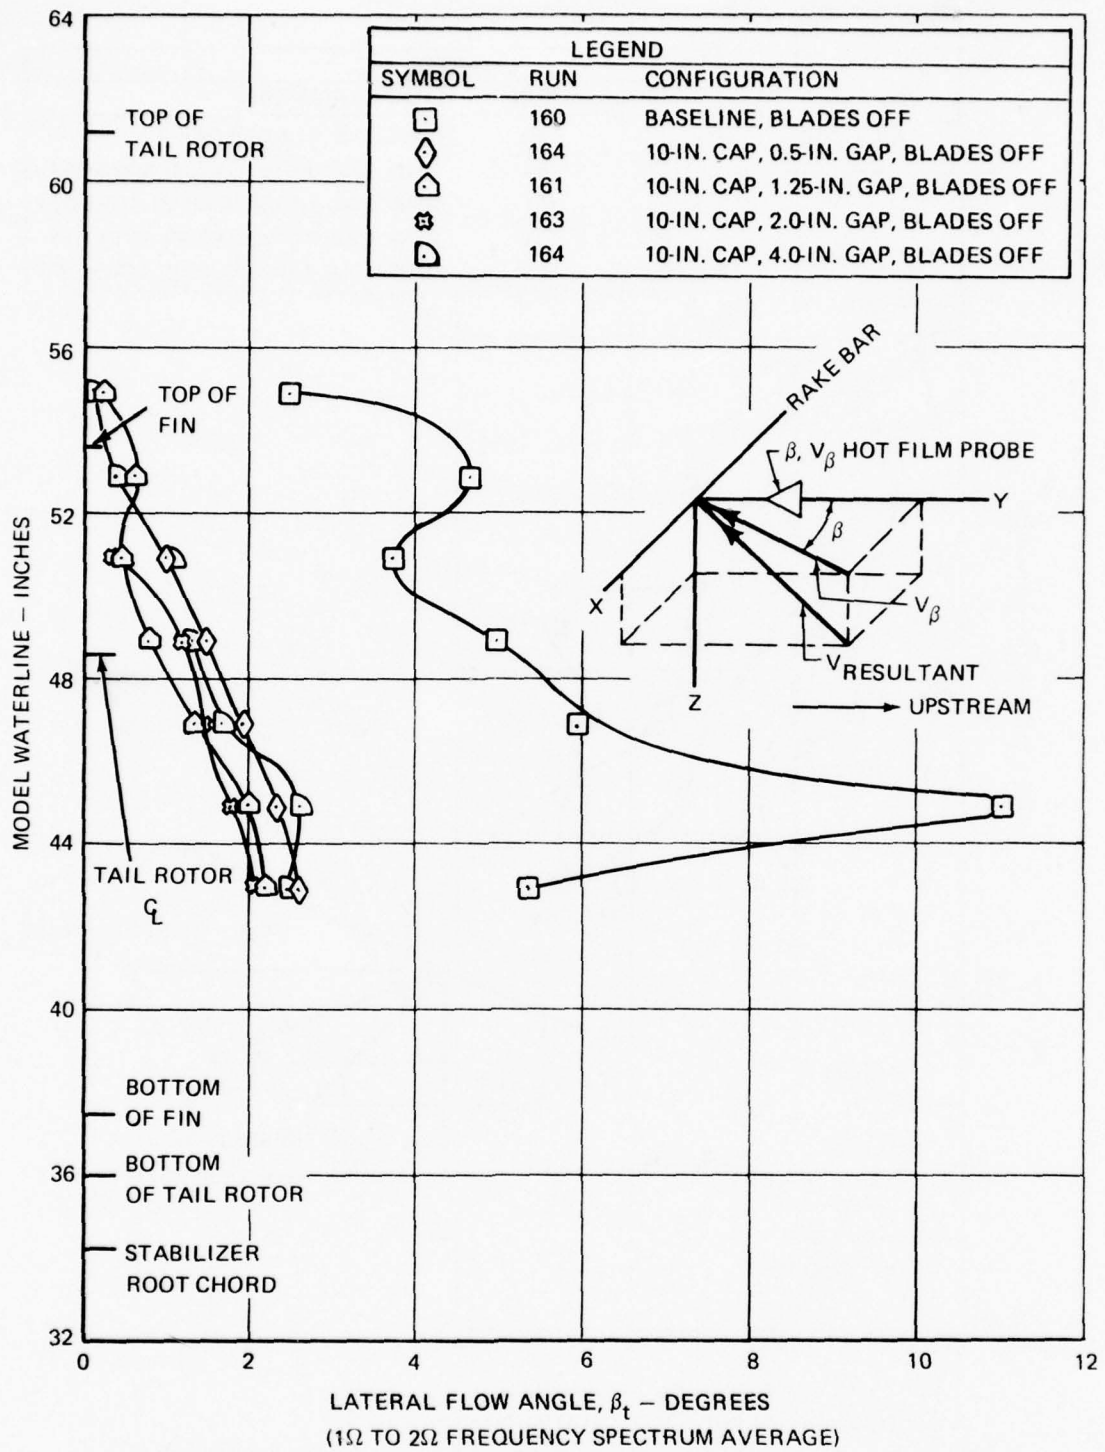 LEGEND
SYMBOL RUN CONFIGURATION
160 BASELINE, BLADES OFF
164 10-IN. CAP, 0.5-IN. GAP, BLADES OFF
161 10-IN. CAP, 1.25-IN. GAP, BLADES OFF
163 10-IN. CAP, 2.0-IN. GAP, BLADES OFF
164 10-IN. CAP, 4.0-IN. GAP, BLADES OFF
64
60
56
52
48
44
40
36
32
MODEL WATERLINE – INCHES
TOP OF
TAIL ROTOR
TOP OF
FIN
TAIL ROTOR
℄
BOTTOM
OF FIN
BOTTOM
OF TAIL ROTOR
STABILIZER
ROOT CHORD
RAKE BAR
β, Vβ HOT FILM PROBE
Y
β
X
Vβ
V RESULTANT
Z
UPSTREAM
0 2 4 6 8 10 12
LATERAL FLOW ANGLE, βt – DEGREES
(1Ω TO 2Ω FREQUENCY SPECTRUM AVERAGE)